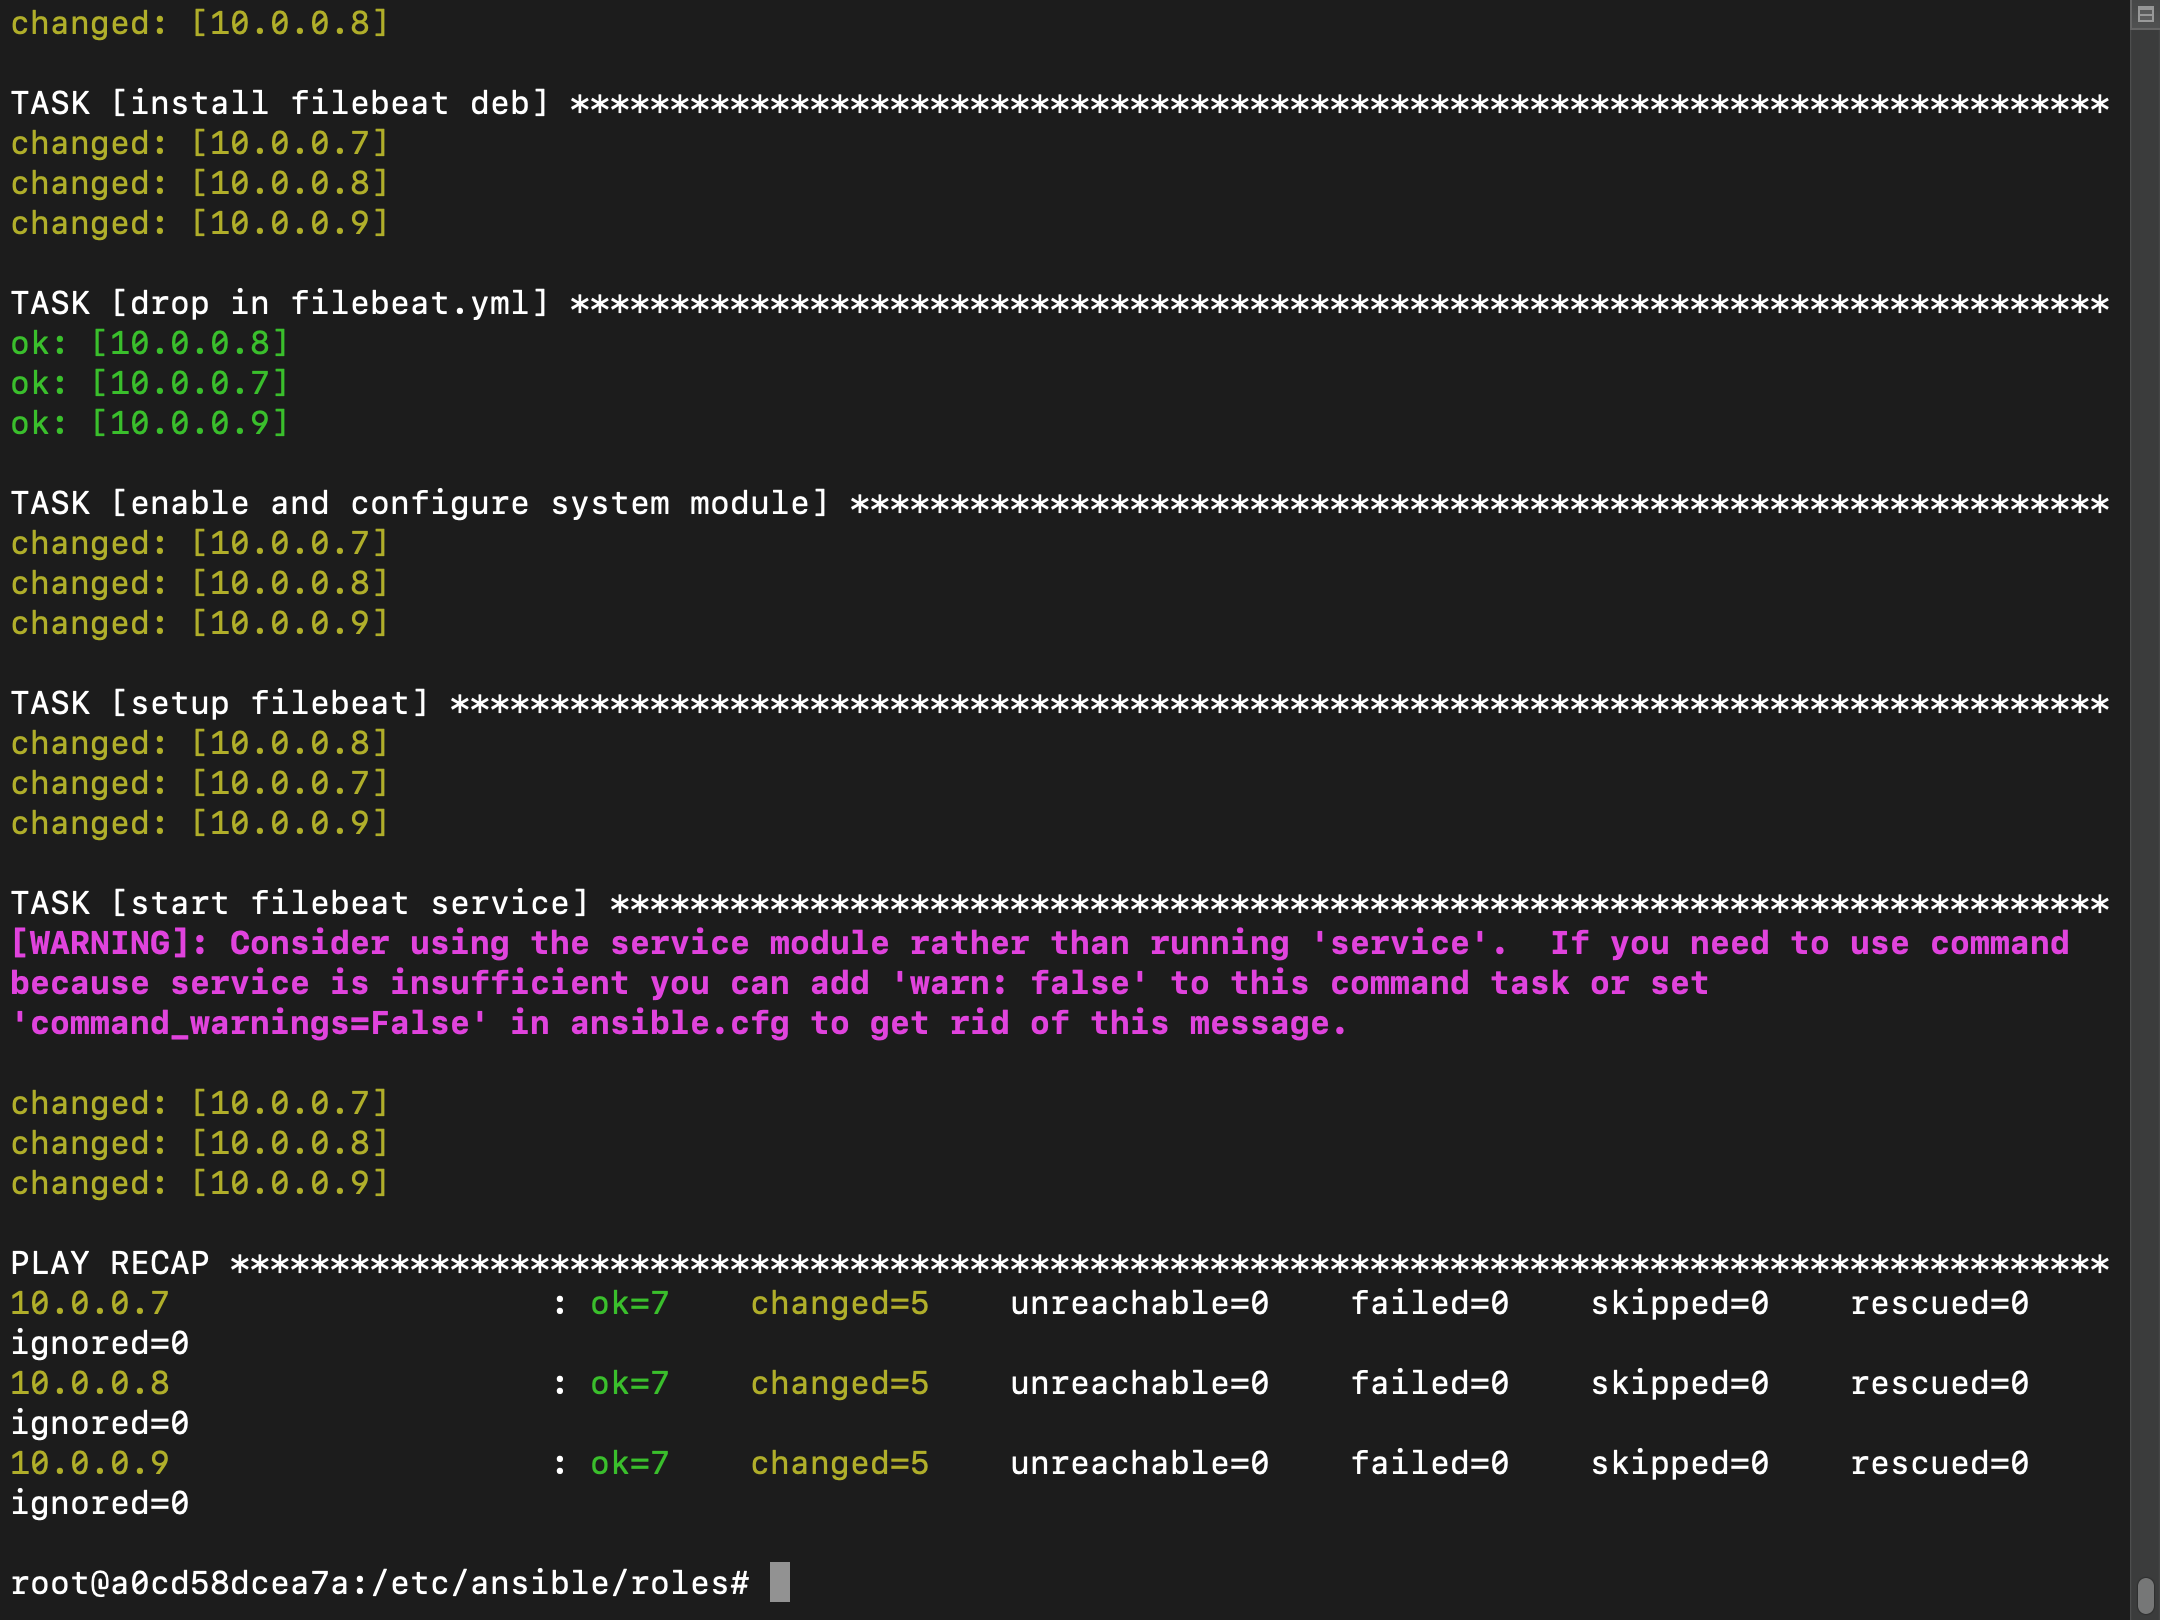 changed: [10.0.0.8]
TASK [install filebeat deb] *****************************************************************************
changed: [10.0.0.7]
changed: [10.0.0.8]
changed: [10.0.0.9]
TASK [drop in filebeat.yml] *****************************************************************************
ok: [10.0.0.8]
ok: [10.0.0.7]
ok: [10.0.0.9]
TASK [enable and configure system module] ***************************************************************
changed: [10.0.0.7]
changed: [10.0.0.8]
changed: [10.0.0.9]
TASK [setup filebeat] ***********************************************************************************
changed: [10.0.0.8]
changed: [10.0.0.7]
changed: [10.0.0.9]
TASK [start filebeat service] ***************************************************************************
[WARNING]: Consider using the service module rather than running 'service'.  If you need to use command
because service is insufficient you can add 'warn: false' to this command task or set
'command_warnings=False' in ansible.cfg to get rid of this message.
changed: [10.0.0.7]
changed: [10.0.0.8]
changed: [10.0.0.9]
PLAY RECAP **********************************************************************************************
10.0.0.7                   : ok=7    changed=5    unreachable=0    failed=0    skipped=0    rescued=0
ignored=0
10.0.0.8                   : ok=7    changed=5    unreachable=0    failed=0    skipped=0    rescued=0
ignored=0
10.0.0.9                   : ok=7    changed=5    unreachable=0    failed=0    skipped=0    rescued=0
ignored=0
root@a0cd58dcea7a:/etc/ansible/roles#